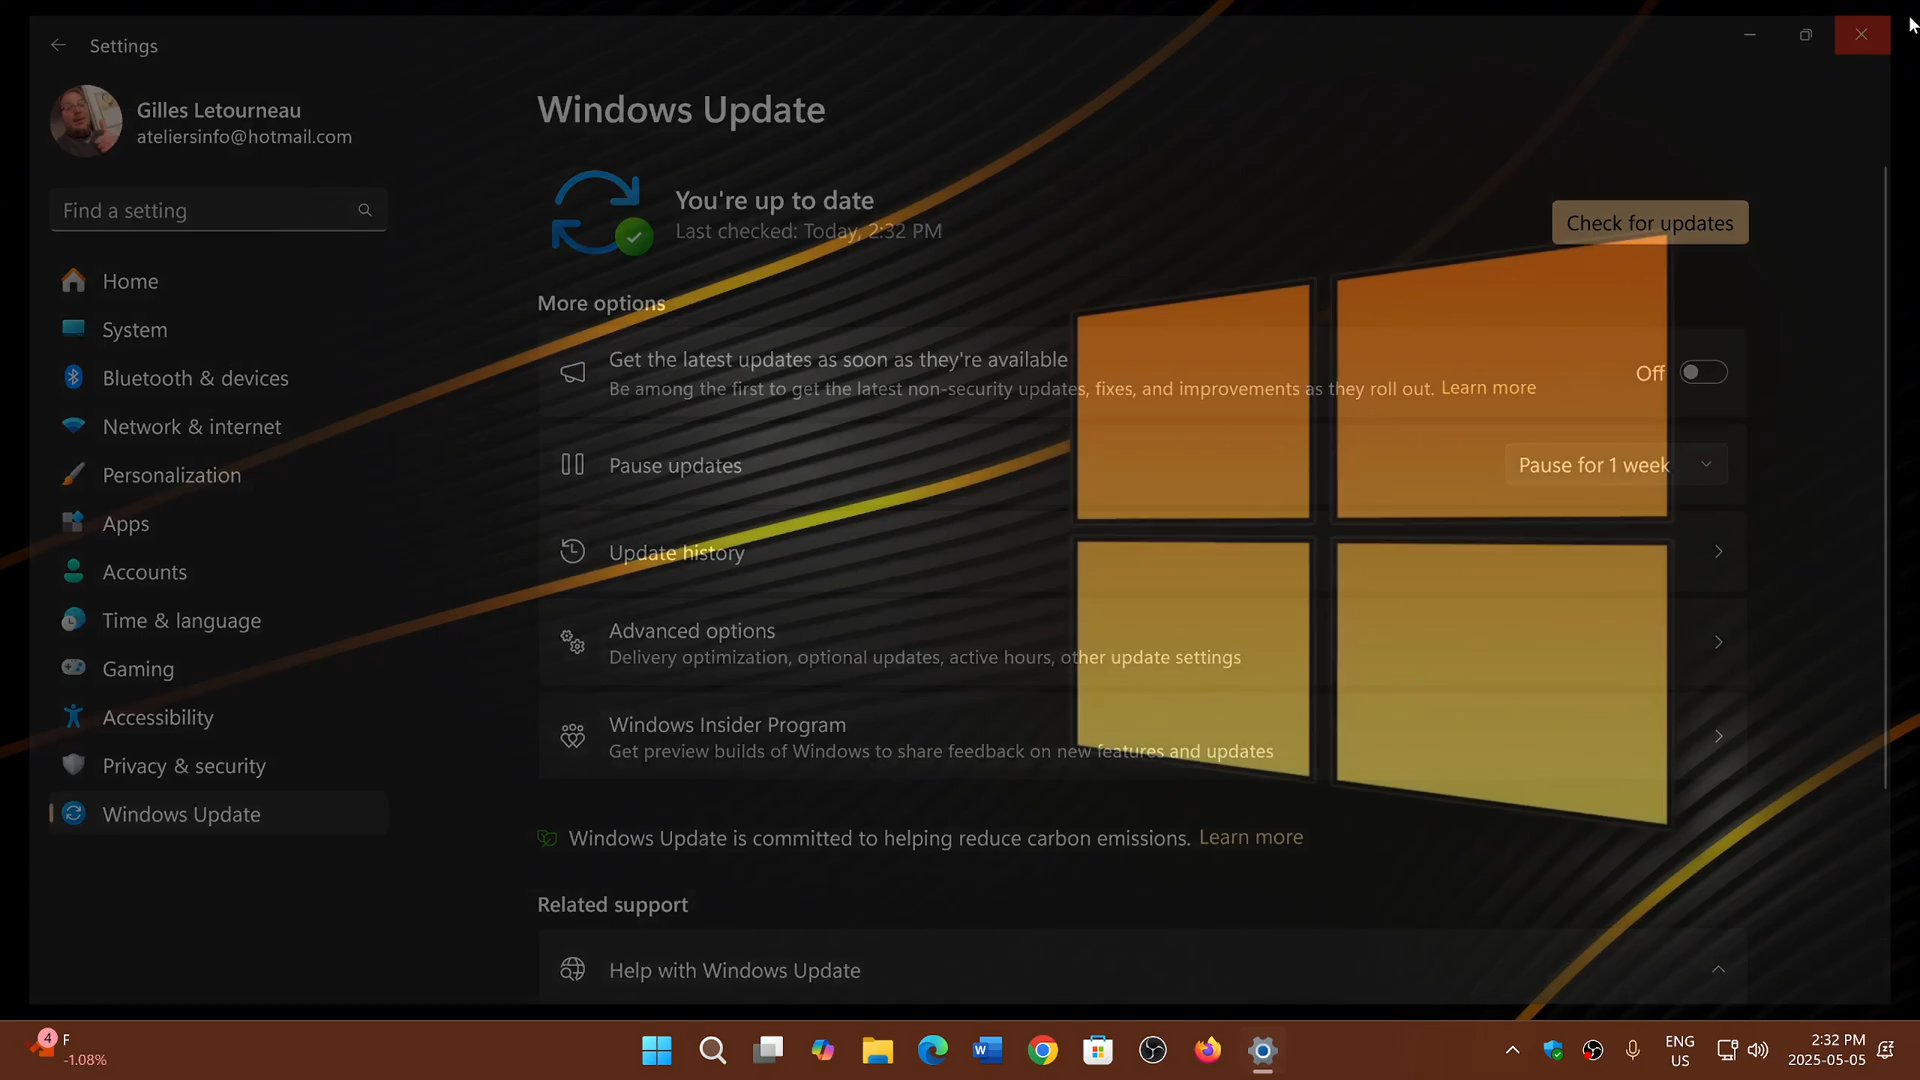 Settings
Gilles Letourneau
ateliersinfo@hotmail.com
Find a setting
Home
System
Bluetooth & devices
Network & internet
Personalization
Apps
Accounts
Time & language
Gaming
Accessibility
Privacy & security
Windows Update
Windows Update
You're up to date
Last checked: Today, 2:32 PM
Check for updates
More options
Get the latest updates as soon as they're available
Be among the first to get the latest non-security updates, fixes, and improvements as they roll out. Learn more
Off
Pause updates
Pause for 1 week
Update history
Advanced options
Delivery optimization, optional updates, active hours, other update settings
Windows Insider Program
Get preview builds of Windows to share feedback on new features and updates
Windows Update is committed to helping reduce carbon emissions. Learn more
Related support
Help with Windows Update
4
F
-1.08%
W
ENG
US
2:32 PM
2025-05-05